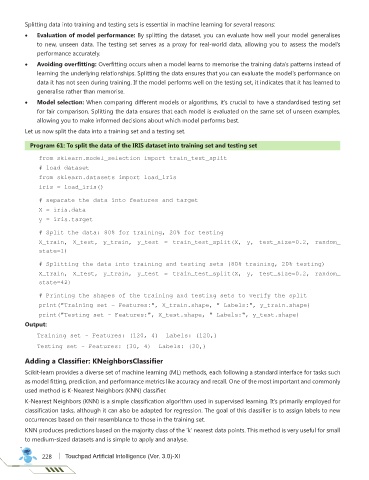 Splitting data into training and testing sets is essential in machine learning for several reasons:
• Evaluation of model performance: By splitting the dataset, you can evaluate how well your model generalises
to new, unseen data. The testing set serves as a proxy for real-world data, allowing you to assess the model's
performance accurately.
• Avoiding overfitting: Overfitting occurs when a model learns to memorise the training data's patterns instead of
learning the underlying relationships. Splitting the data ensures that you can evaluate the model's performance on
data it has not seen during training. If the model performs well on the testing set, it indicates that it has learned to
generalise rather than memorise.
• Model selection: When comparing different models or algorithms, it's crucial to have a standardised testing set
for fair comparison. Splitting the data ensures that each model is evaluated on the same set of unseen examples,
allowing you to make informed decisions about which model performs best.
Let us now split the data into a training set and a testing set.
Program 61: To split the data of the IRIS dataset into training set and testing set
from sklearn.model_selection import train_test_split
# load dataset
from sklearn.datasets import load_iris
iris = load_iris()
# separate the data into features and target
X = iris.data
y = iris.target
# Split the data: 80% for training, 20% for testing
X_train, X_test, y_train, y_test = train_test_split(X, y, test_size=0.2, random_
state=1)
# Splitting the data into training and testing sets (80% training, 20% testing)
X_train, X_test, y_train, y_test = train_test_split(X, y, test_size=0.2, random_
state=42)
# Printing the shapes of the training and testing sets to verify the split
print("Training set - Features:", X_train.shape, " Labels:", y_train.shape)
print("Testing set - Features:", X_test.shape, " Labels:", y_test.shape)
Output:
Training set - Features: (120, 4) Labels: (120,)
Testing set - Features: (30, 4) Labels: (30,)
Adding a Classifier: KNeighborsClassifier
Scikit-learn provides a diverse set of machine learning (ML) methods, each following a standard interface for tasks such
as model fitting, prediction, and performance metrics like accuracy and recall. One of the most important and commonly
used method is K-Nearest Neighbors (KNN) classifier.
K-Nearest Neighbors (KNN) is a simple classification algorithm used in supervised learning. It's primarily employed for
classification tasks, although it can also be adapted for regression. The goal of this classifier is to assign labels to new
occurrences based on their resemblance to those in the training set.
KNN produces predictions based on the majority class of the 'k' nearest data points. This method is very useful for small
to medium-sized datasets and is simple to apply and analyse.
228 Touchpad Artificial Intelligence (Ver. 3.0)-XI